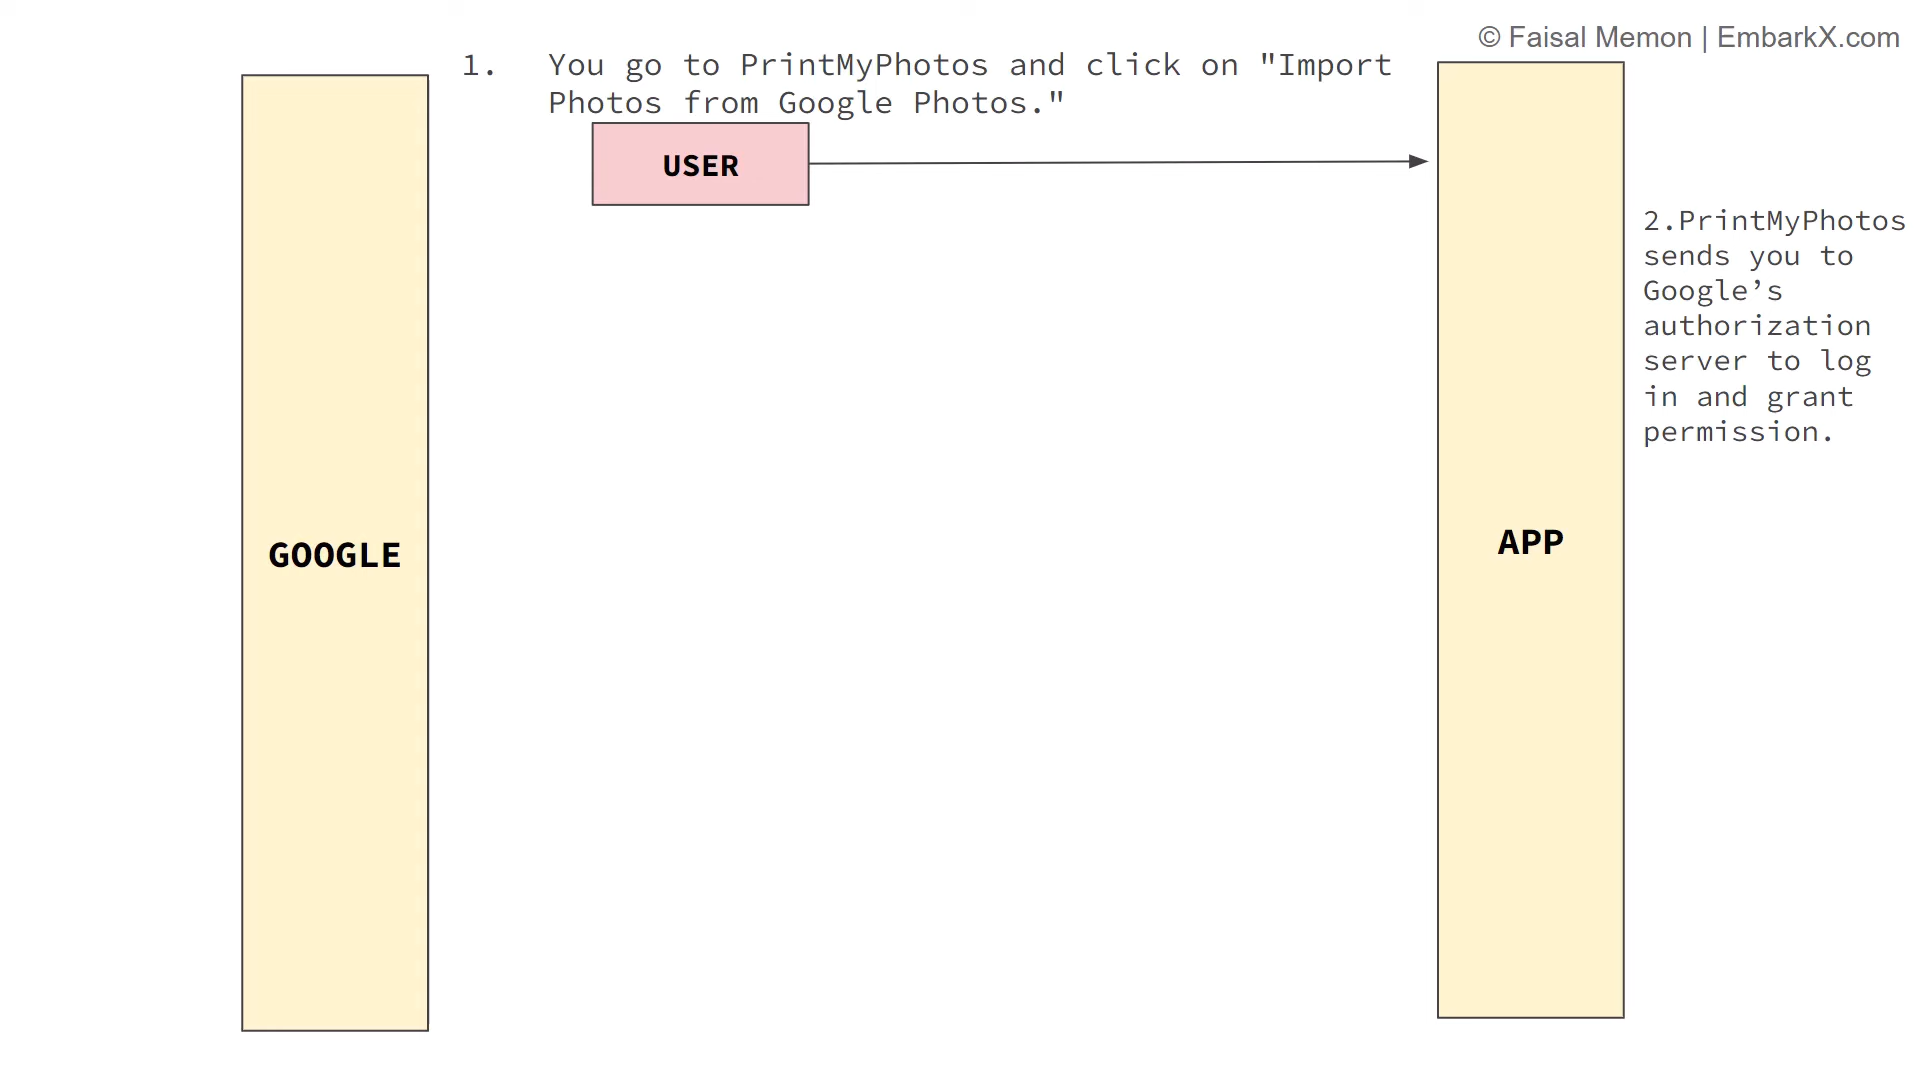 © Faisal Memon | EmbarkX.com
1. You go to PrintMyPhotos and click on "Import
Photos from Google Photos."
USER
2.PrintMyPhotos
sends you to
Google’s
authorization
server to log
in and grant
permission.
GOOGLE
APP